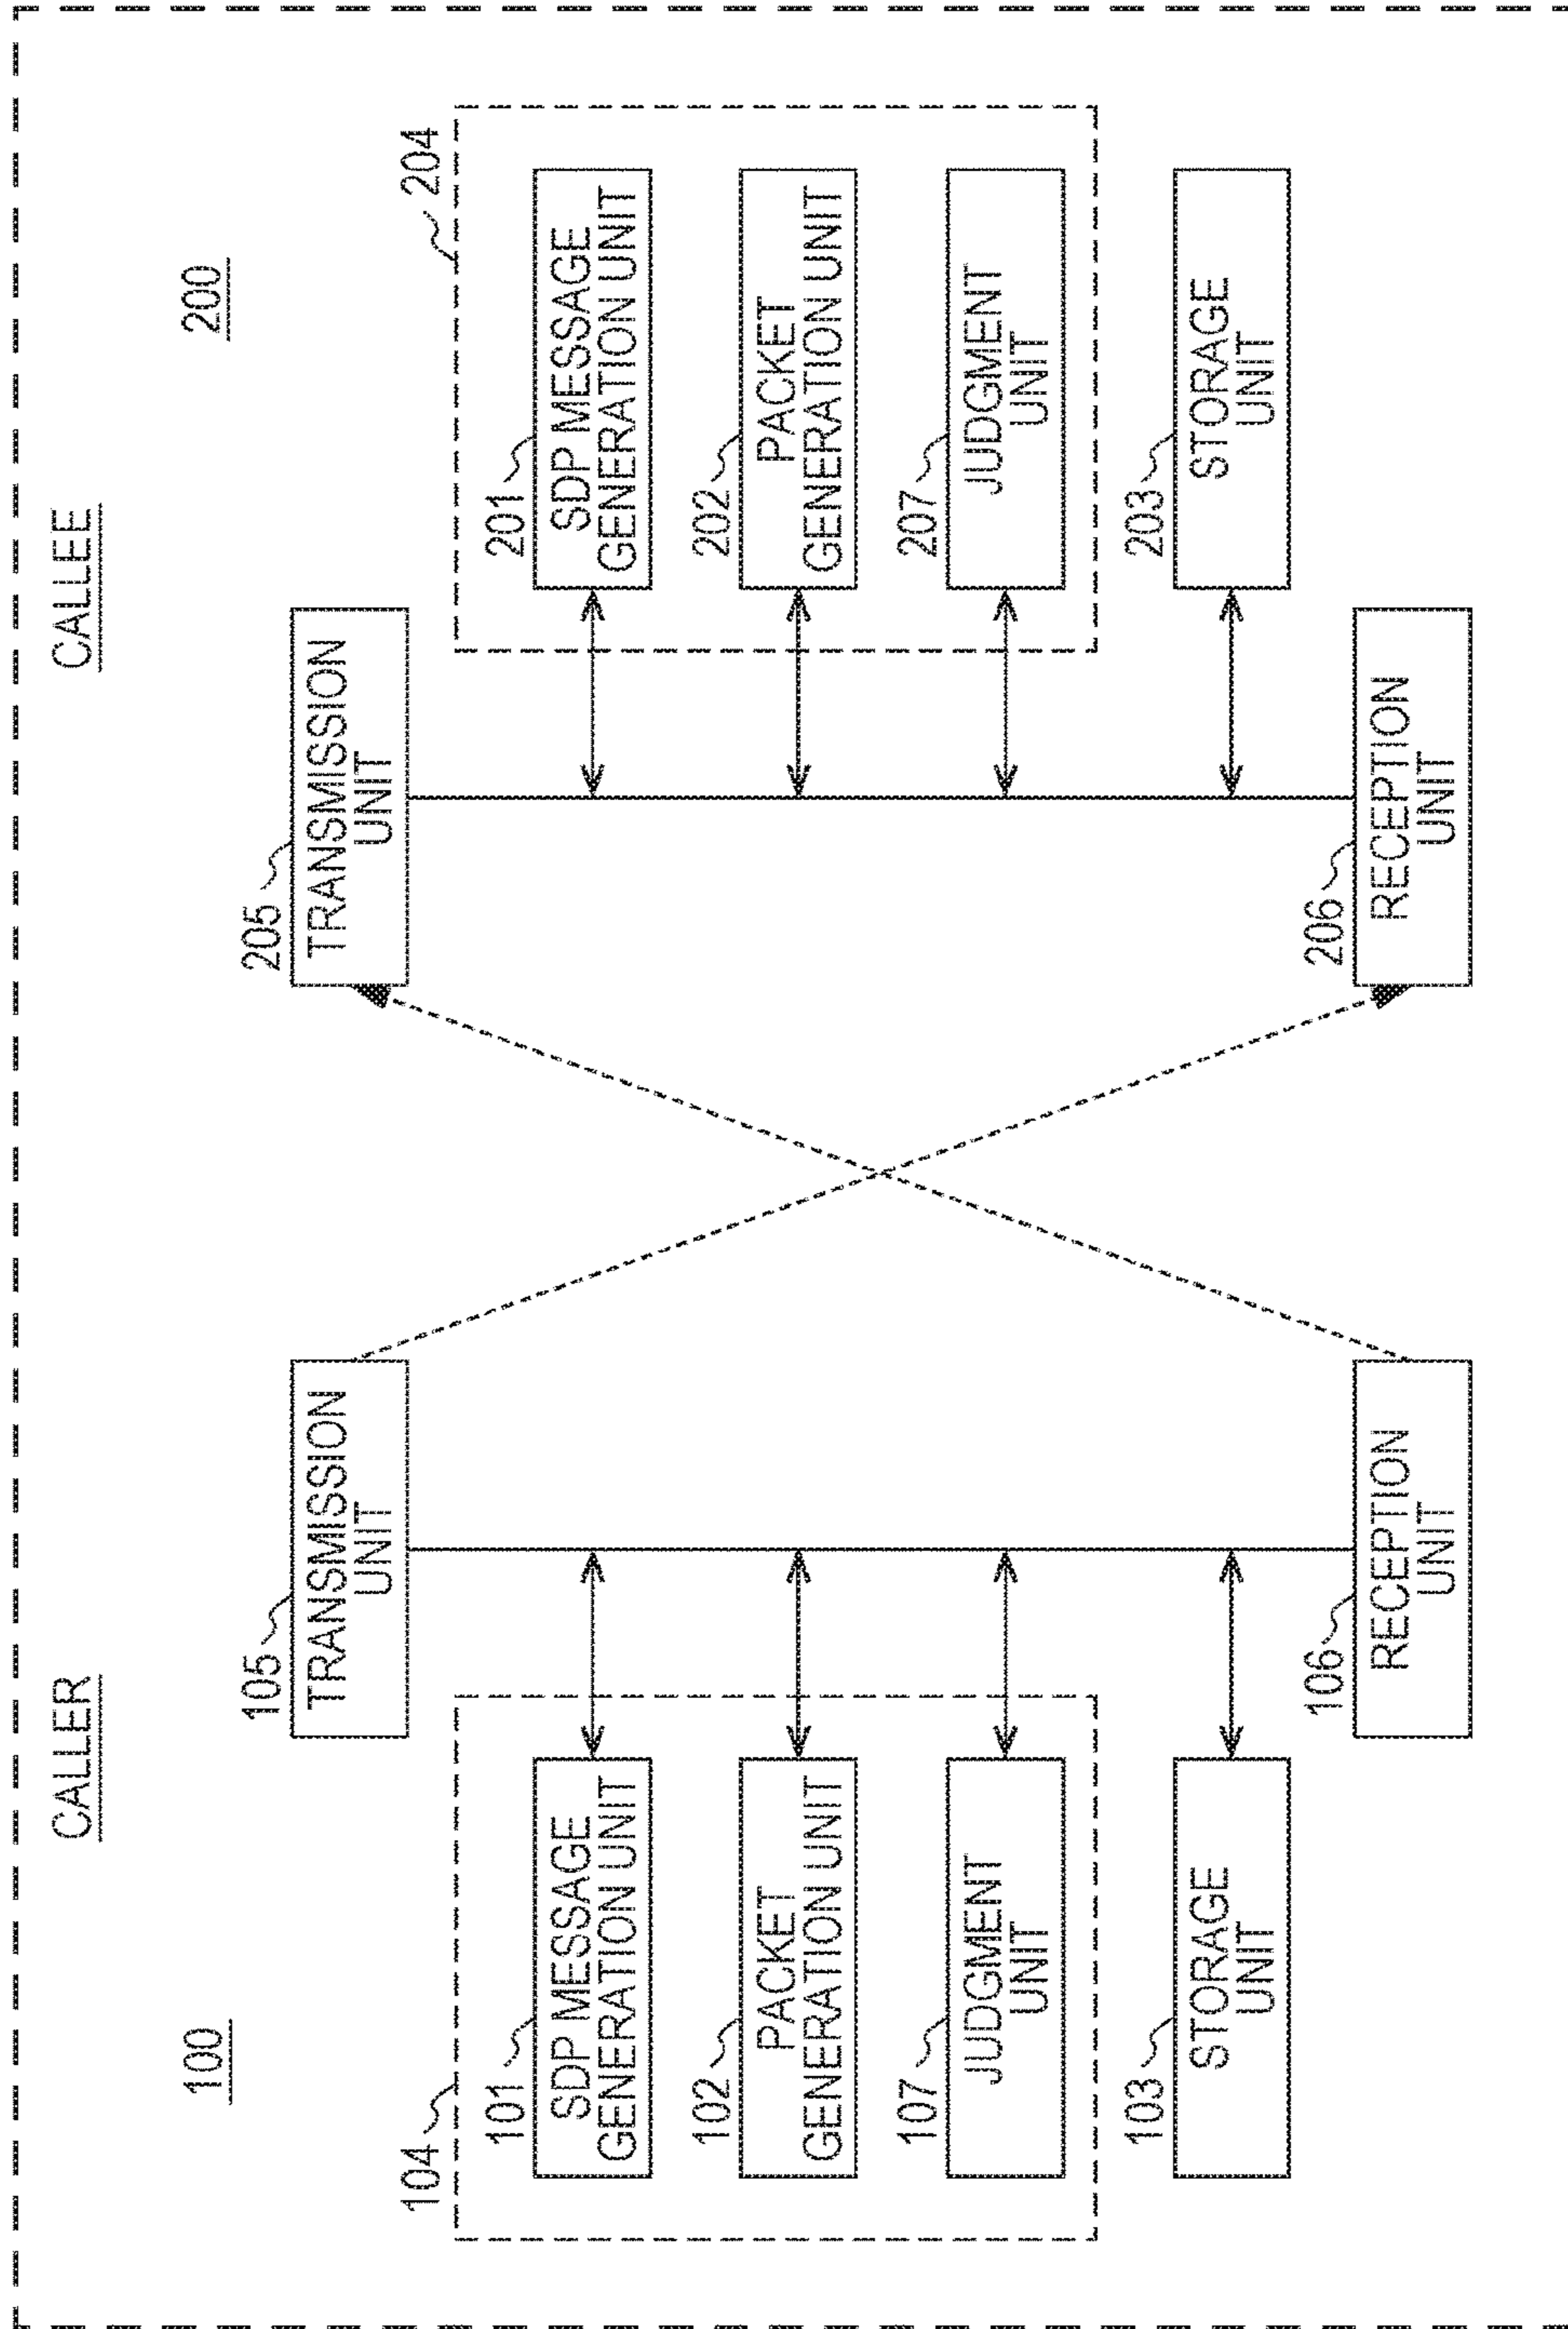 CALLER
CALLEE
100
200
105
TRANSMISSION
UNIT
205
TRANSMISSION
UNIT
104
204
101
SDP MESSAGE
GENERATION UNIT
201
SDP MESSAGE
GENERATION UNIT
102
PACKET
GENERATION UNIT
202
PACKET
GENERATION UNIT
107
JUDGMENT
UNIT
207
JUDGMENT
UNIT
103
STORAGE
UNIT
203
STORAGE
UNIT
106
RECEPTION
UNIT
206
RECEPTION
UNIT